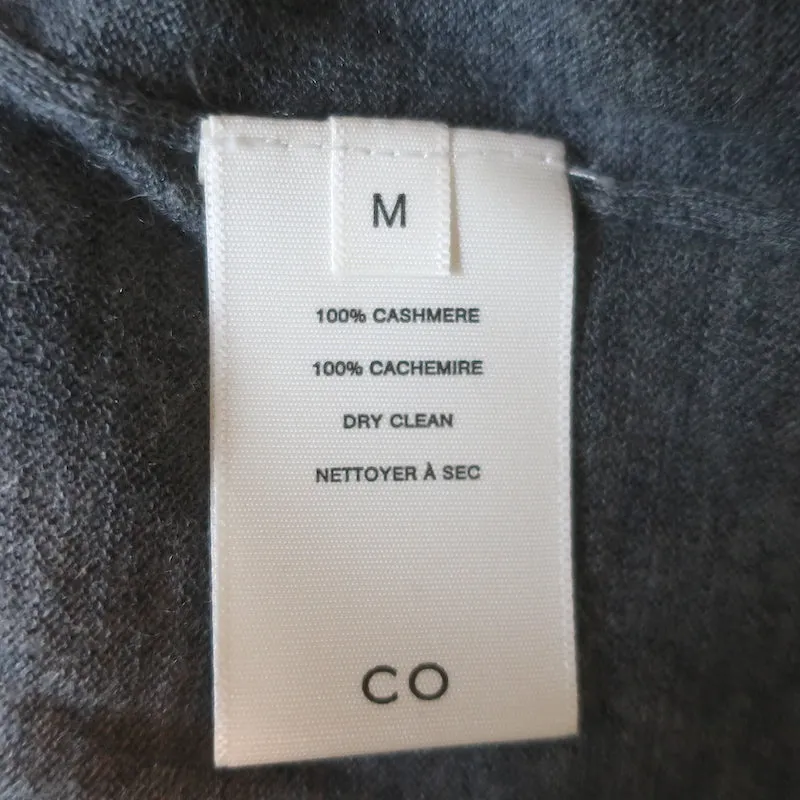 M
100% CASHMERE
100% CACHEMIRE
DRY CLEAN
NETTOYER À SEC
CO